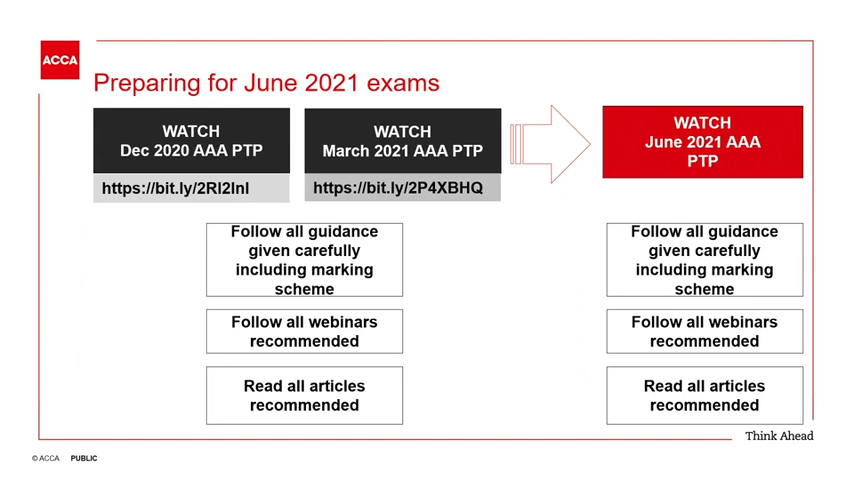 ACCA
Preparing for June 2021 exams
WATCH
Dec 2020 AAA PTP
https://bit.ly/2RI2InI
WATCH
March 2021 AAA PTP
https://bit.ly/2P4XBHQ
WATCH
June 2021 AAA
PTP
Follow all guidance
given carefully
including marking
scheme
Follow all webinars
recommended
Read all articles
recommended
Follow all guidance
given carefully
including marking
scheme
Follow all webinars
recommended
Read all articles
recommended
Think Ahead
© ACCA PUBLIC